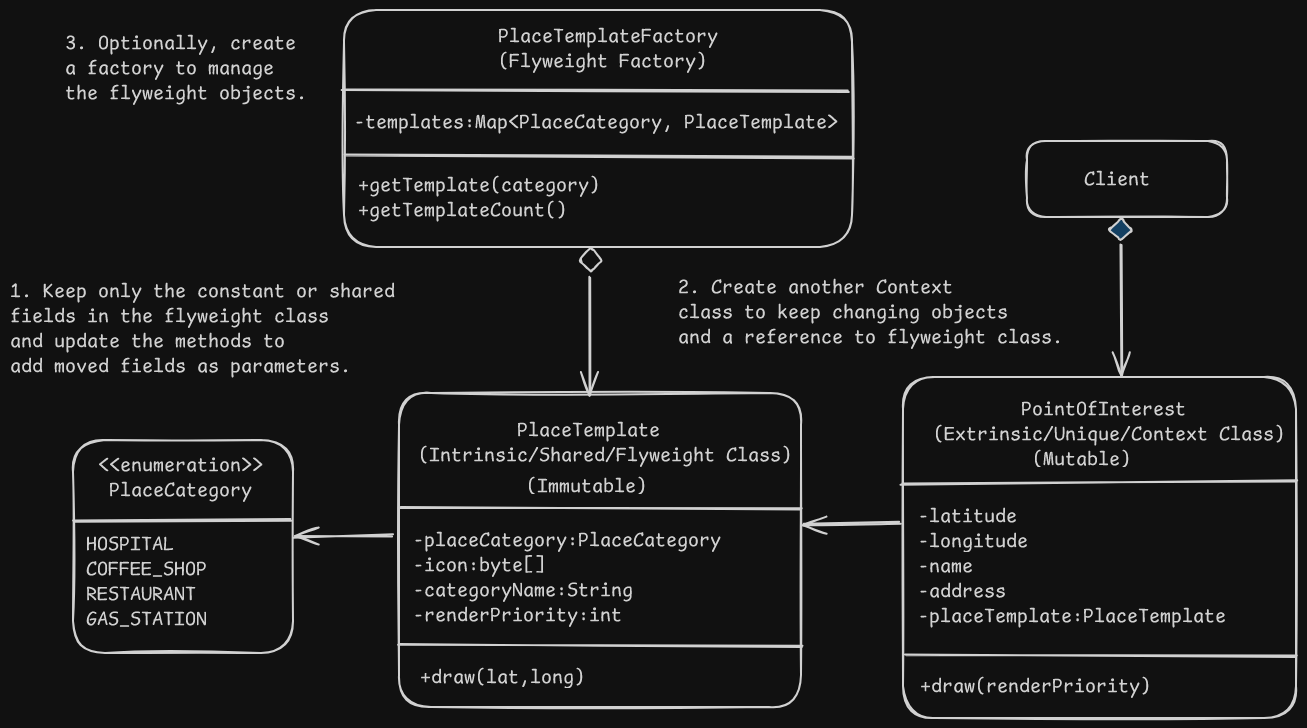 3. Optionally, create
a factory to manage
the flyweight objects.
PlaceTemplateFactory
(Flyweight Factory)
-templates:Map<PlaceCategory, PlaceTemplate>
+getTemplate(category)
+getTemplateCount()
Client
1. Keep only the constant or shared
fields in the flyweight class
and update the methods to
add moved fields as parameters.
2. Create another Context
class to keep changing objects
and a reference to flyweight class.
<<enumeration>>
PlaceCategory
HOSPITAL
COFFEE_SHOP
RESTAURANT
GAS_STATION
PlaceTemplate
(Intrinsic/Shared/Flyweight Class)
(Immutable)
-placeCategory:PlaceCategory
-icon:byte[]
-categoryName:String
-renderPriority:int
+draw(lat,long)
PointOfInterest
(Extrinsic/Unique/Context Class)
(Mutable)
-latitude
-longitude
-name
-address
-placeTemplate:PlaceTemplate
+draw(renderPriority)